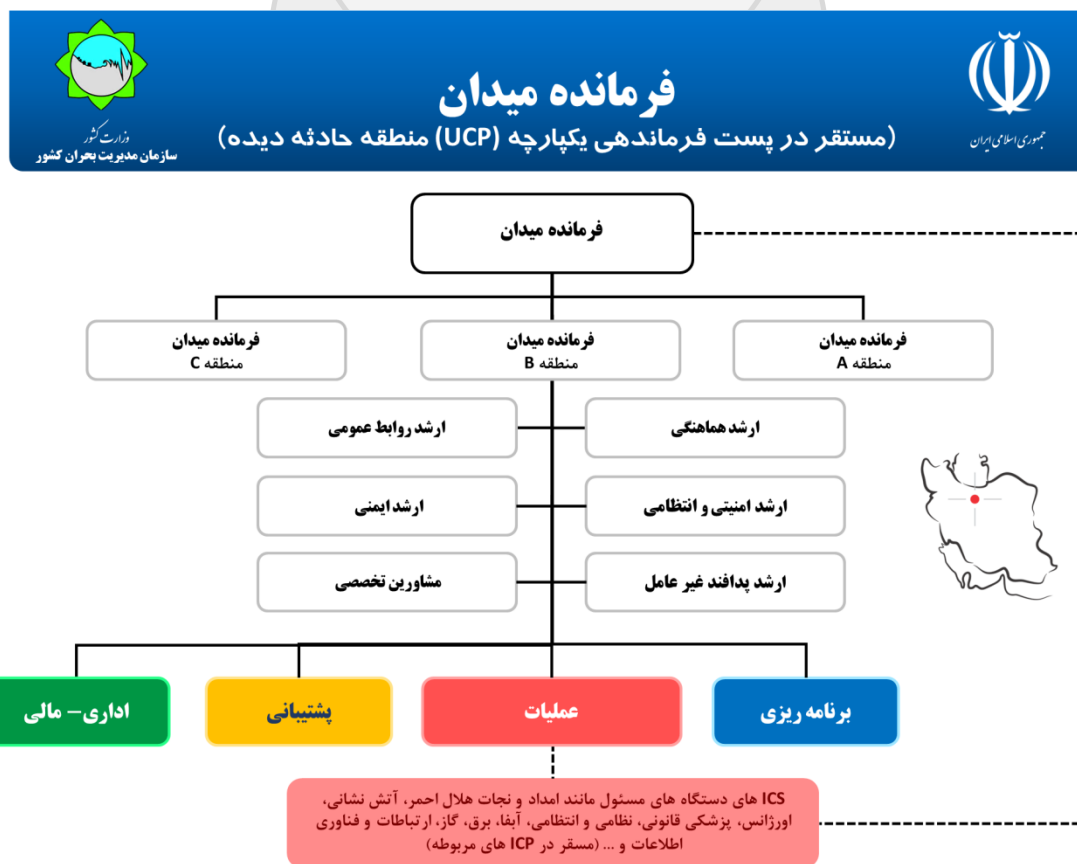 جمهوری اسلامی ایران
وزارت کشور
سازمان مدیریت بحران کشور
فرمانده میدان
(مستقر در پست فرماندهی یکپارچه (UCP) منطقه حادثه دیده)
فرمانده میدان
فرمانده میدان
منطقه A
فرمانده میدان
منطقه B
فرمانده میدان
منطقه C
ارشد هماهنگی
ارشد روابط عمومی
ارشد امنیتی و انتظامی
ارشد ایمنی
ارشد پدافند غیر عامل
مشاورین تخصصی
برنامه ریزی
عملیات
پشتیبانی
اداری– مالی
ICS های دستگاه های مسئول مانند امداد و نجات هلال احمر، آتش نشانی،
اورژانس، پزشکی قانونی، نظامی و انتظامی، آبفا، برق، گاز، ارتباطات و فناوری
اطلاعات و ... (مسقر در ICP های مربوطه)